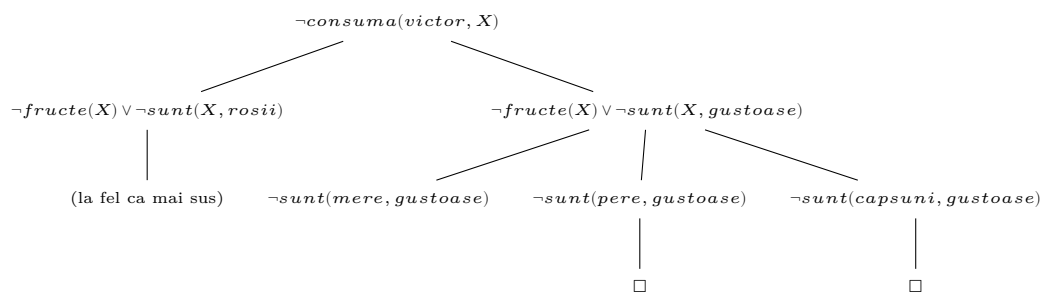 ¬consuma(victor, X)
¬fructe(X) ∨ ¬sunt(X, rosii) ¬fructe(X) ∨ ¬sunt(X, gustoase)
(la fel ca mai sus) ¬sunt(mere, gustoase) ¬sunt(pere, gustoase) ¬sunt(capsuni, gustoase)
□ □